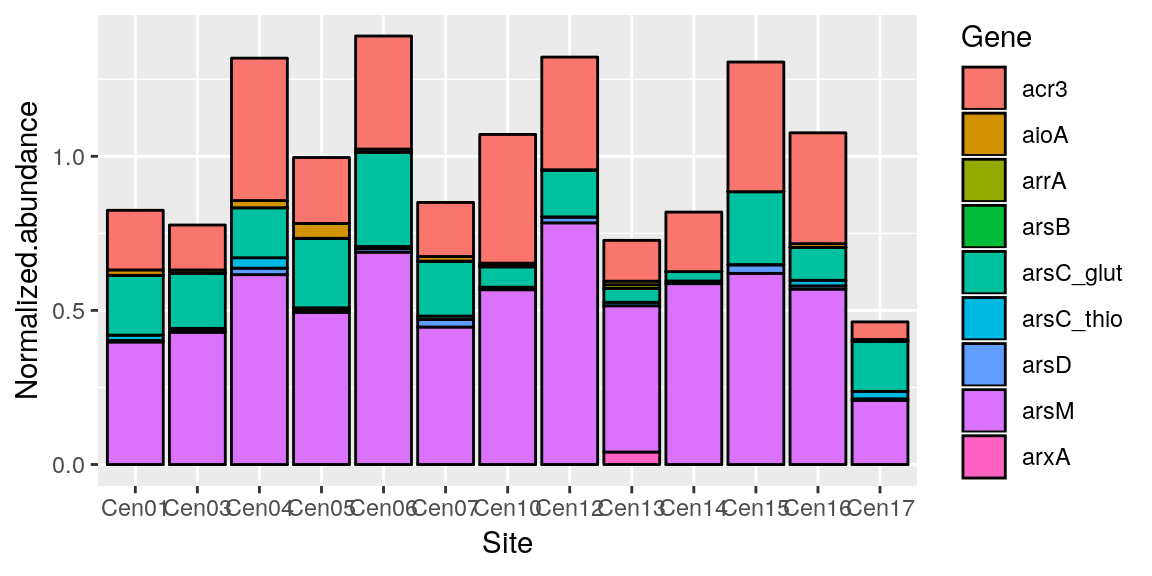 Normalized.abundance
1.0
0.5
0.0
Cen01 Cen03 Cen04 Cen05 Cen06 Cen07 Cen10 Cen12 Cen13 Cen14 Cen15 Cen16 Cen17
Site
Gene
acr3
aioA
arrA
arsB
arsC_glut
arsC_thio
arsD
arsM
arxA